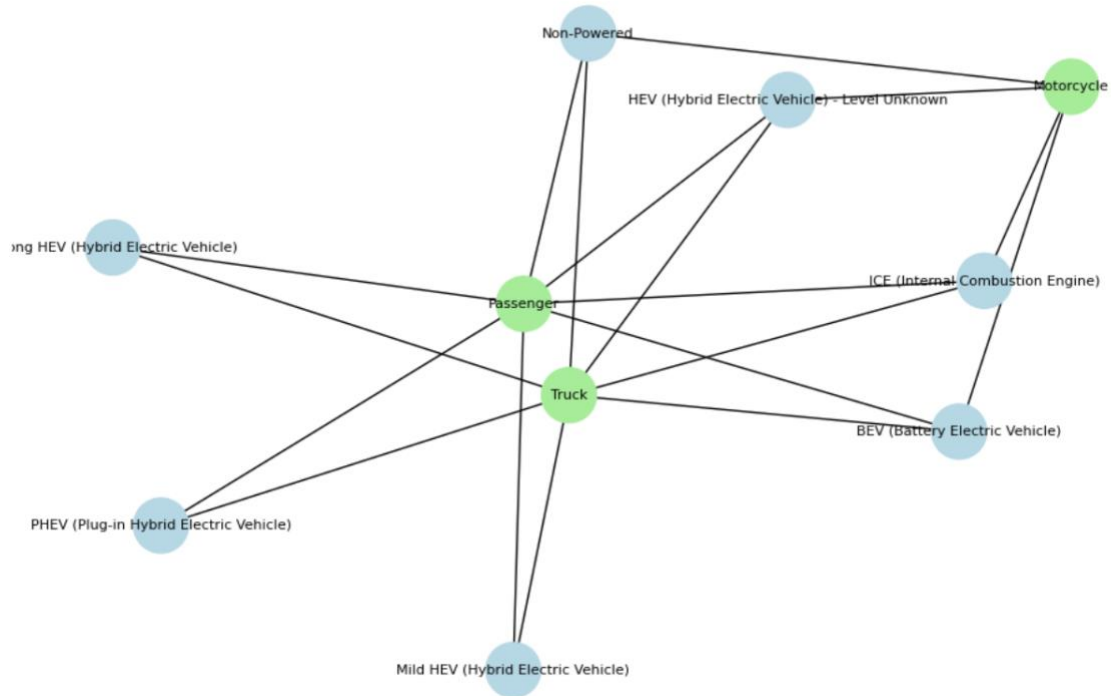 Non-Powered
Motorcycle
HEV (Hybrid Electric Vehicle) - Level Unknown
HEV (Hybrid Electric Vehicle)
ICE (Internal Combustion Engine)
Passenger
Truck
BEV (Battery Electric Vehicle)
PHEV (Plug-in Hybrid Electric Vehicle)
Mild HEV (Hybrid Electric Vehicle)